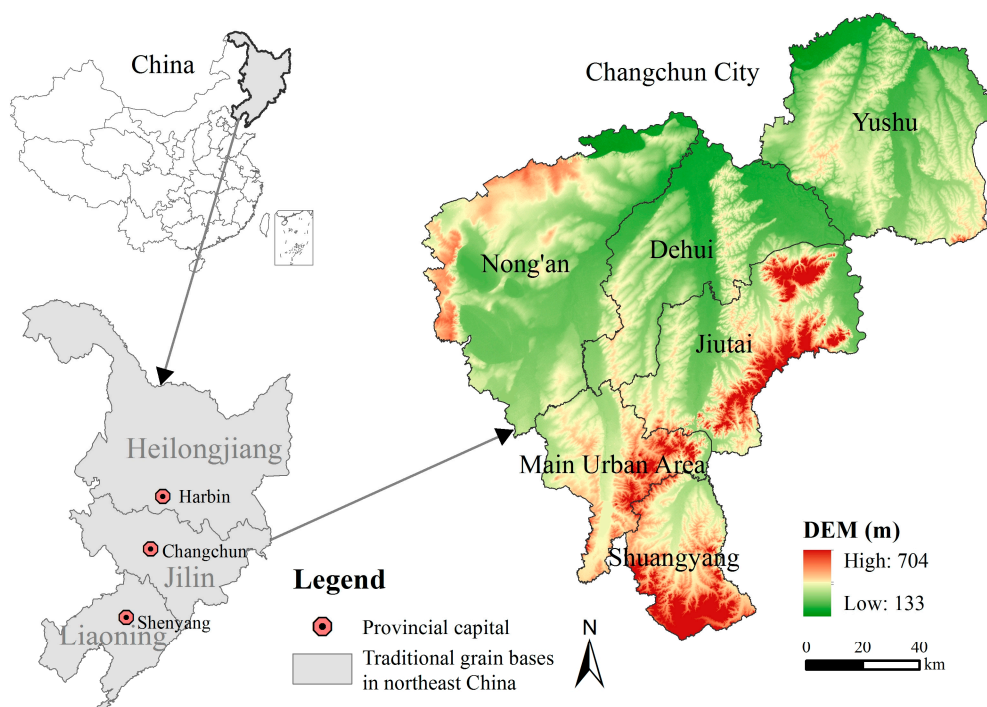 China
Changchun City
Yushu
Dehui
Nong'an
Jiutai
Main Urban Area
Shuangyang
Heilongjiang
Harbin
Changchun
Jilin
Shenyang
Liaoning
Legend
Provincial capital
Traditional grain bases
in northeast China
N
DEM (m)
High: 704
Low: 133
0 20 40
km